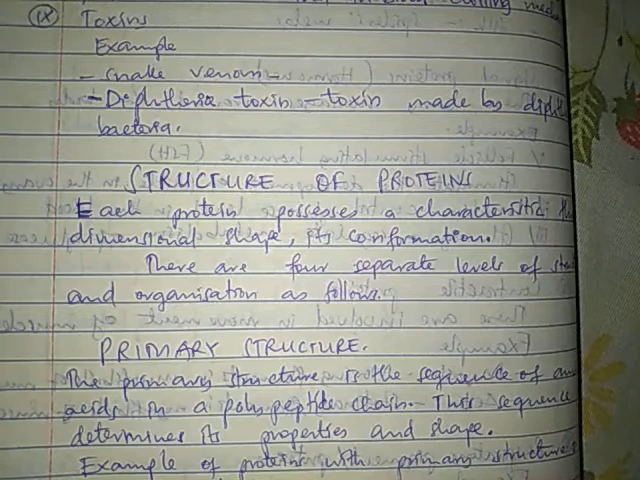 (ix) Toxins
Example
- Snake venom -
- Diphtheria toxin - toxin made by diphth
bacteria.
STRUCTURE OF PROTEINS
Each protein possesses a characteristic
dimensional shape, its conformation.
There are four separate levels of
and organisation as follows.
PRIMARY STRUCTURE.
The primary structure is the sequence of
acids in a polypeptide chain. This sequence
determines its properties and shape.
Example of proteins with primary structure